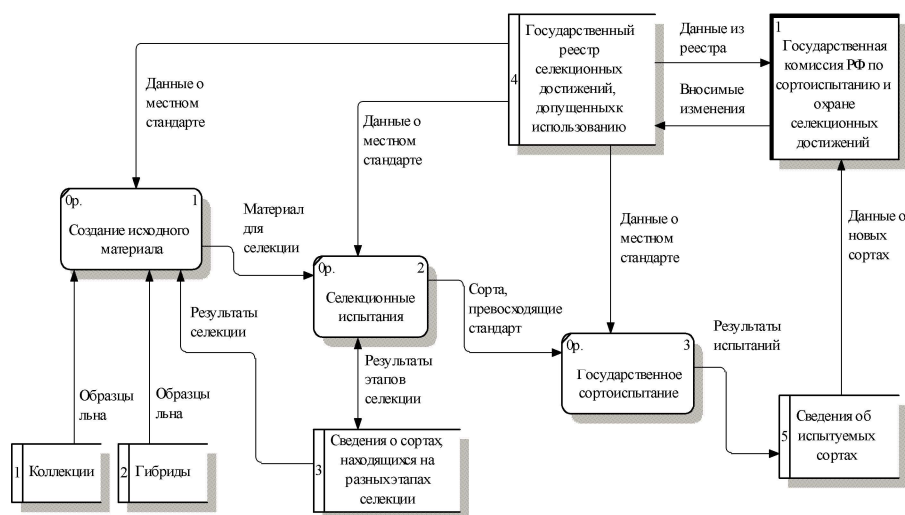 4
Государственный
реестр
селекционных
достижений,
допущенных к
использованию
Данные из
реестра
Вносимые
изменения
1
Государственная
комиссия РФ по
сортоиспытанию и
охране
селекционных
достижений
Данные о
местном
стандарте
Данные о
местном
стандарте
0р.
1
Создание исходного
материала
Материал
для
селекции
Данные о
местном
стандарте
Данные о
новых
сортах
0р.
2
Селекционные
испытания
Сорта,
превосходящие
стандарт
Результаты
селекции
Результаты
этапов
селекции
0р.
3
Государственное
сортоиспытание
Результаты
испытаний
Образцы
льна
Образцы
льна
1
Коллекции
2
Гибриды
3
Сведения о сортах,
находящихся на
разных этапах
селекции
5
Сведения об
испытуемых
сортах